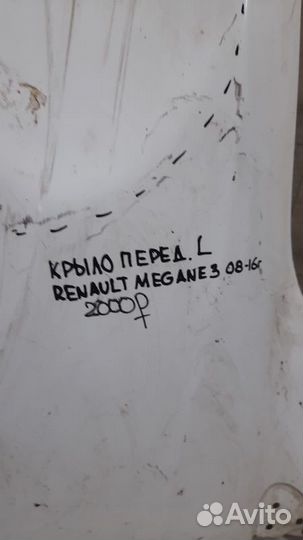 КРЫЛО ПЕРЕД. L
RENAULT MEGANE 3 08-16г
2000₽
Avito